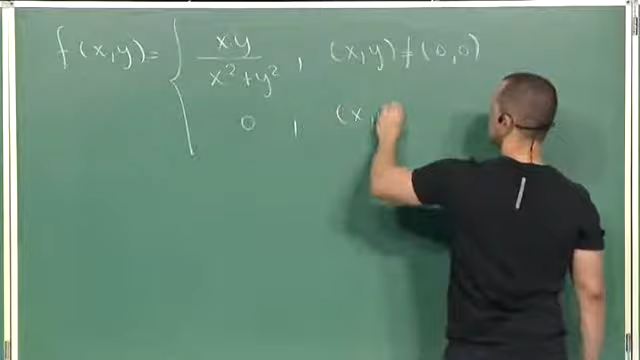 f(x,y)= { xy / x² + y² , (x,y) ≠ (0,0)
0 , (x,